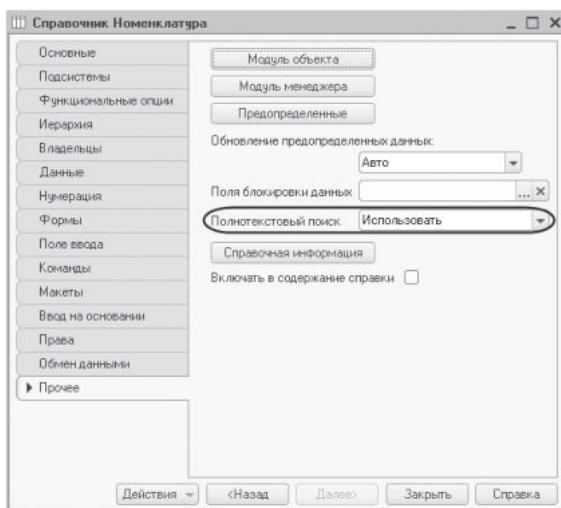 Справочник Номенклатура
Основные
Подсистемы
Функциональные опции
Иерархия
Владельцы
Данные
Нумерация
Формы
Поле ввода
Команды
Макеты
Ввод на основании
Права
Обмен данными
Прочее
Модуль объекта
Модуль менеджера
Предопределенные
Обновление предопределенных данных:
Авто
Поля блокировки данных ...
Полнотекстовый поиск Использовать
Справочная информация
Включать в содержание справки
Действия <Назад Далее> Закрыть Справка